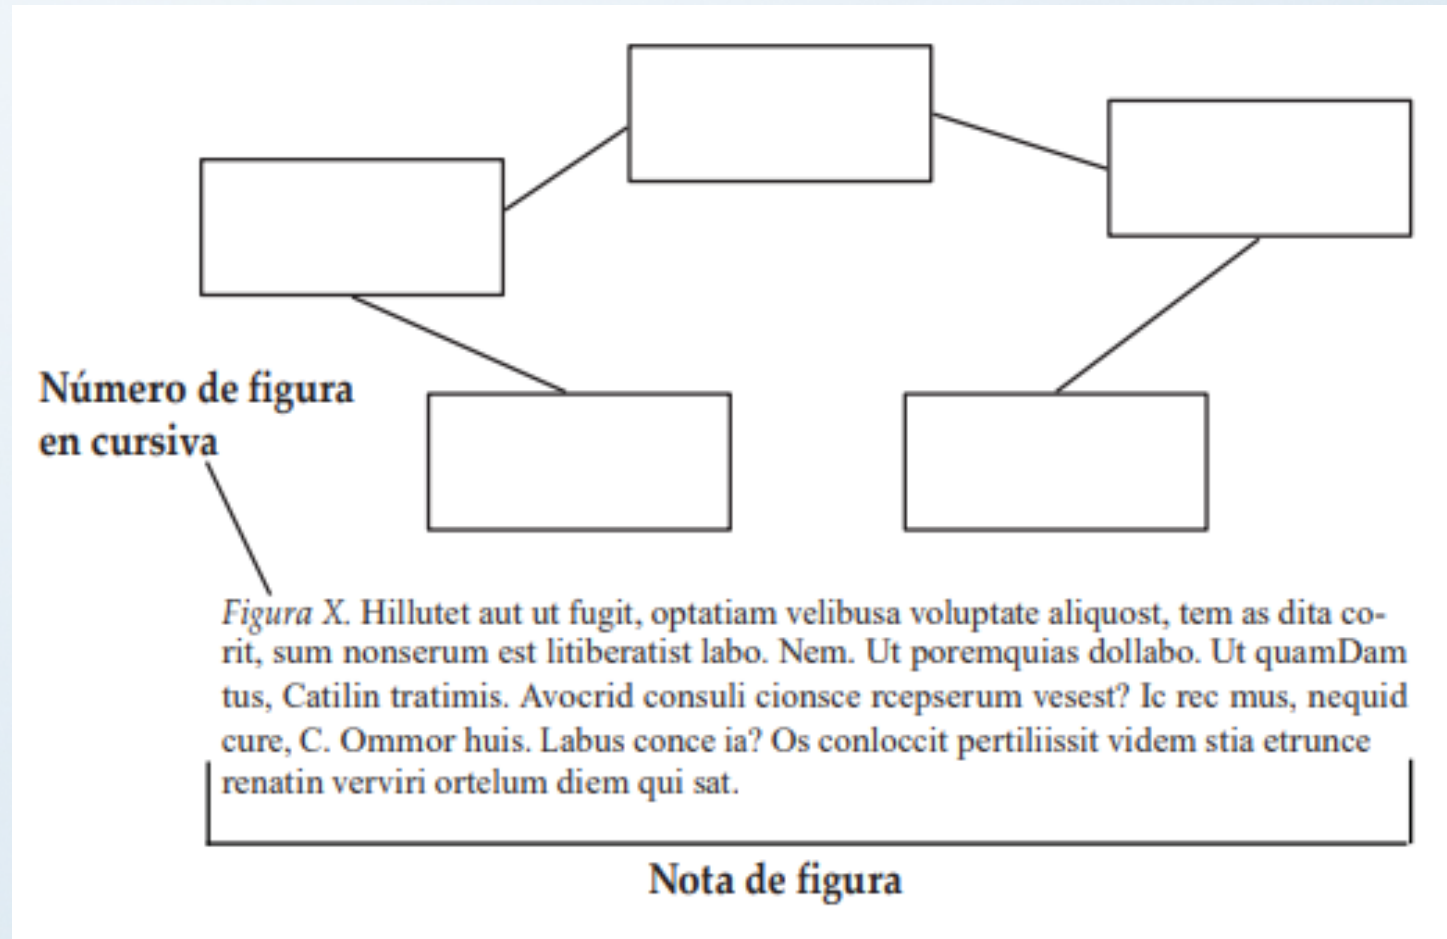 Número de figura
en cursiva
Figura X. Hillutet aut ut fugit, optatiam velibusa voluptate aliquost, tem as dita co-
rit, sum nonserum est litiberatist labo. Nem. Ut poremquias dollabo. Ut quamDam
tus, Catilin tratimis. Avocrid consuli cionsce rcepserum vesest? Ic rec mus, nequid
cure, C. Ommor huis. Labus conce ia? Os conloccit pertiliissit videm stia etrunce
renatin verviri ortelum diem qui sat.
Nota de figura